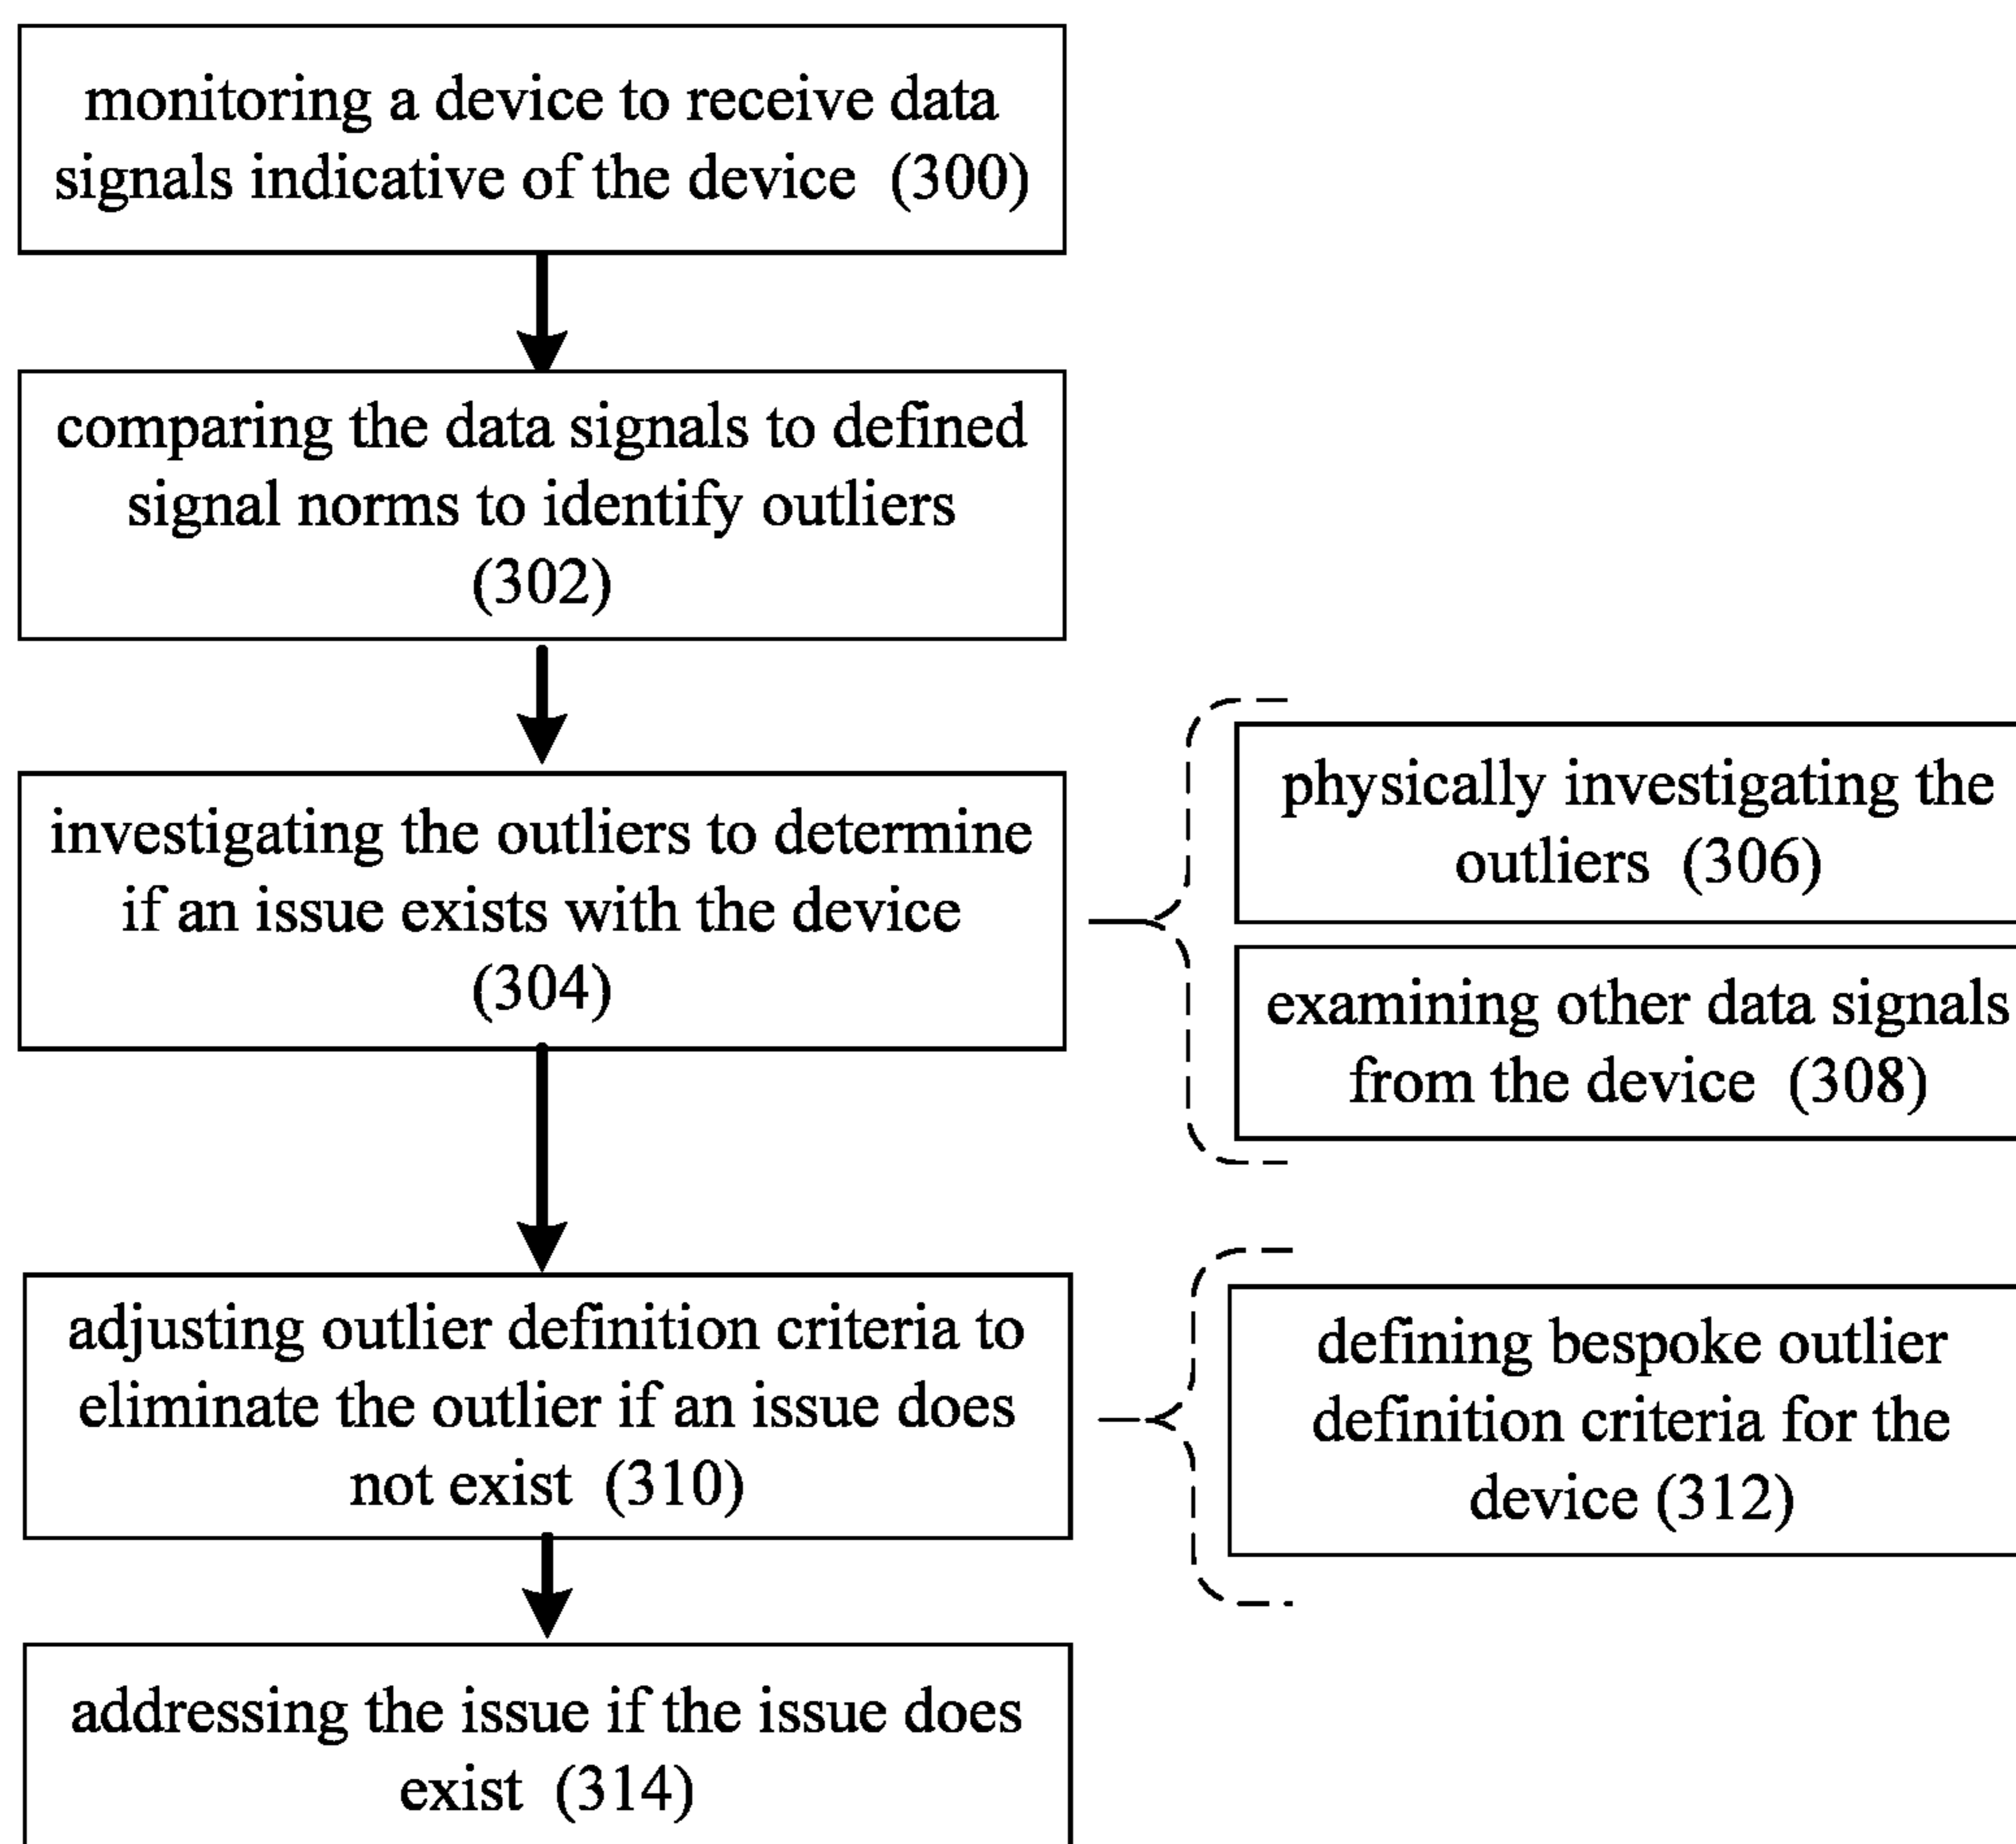 monitoring a device to receive data
signals indicative of the device (300)
comparing the data signals to defined
signal norms to identify outliers
(302)
investigating the outliers to determine
if an issue exists with the device
(304)
physically investigating the
outliers (306)
examining other data signals
from the device (308)
adjusting outlier definition criteria to
eliminate the outlier if an issue does
not exist (310)
defining bespoke outlier
definition criteria for the
device (312)
addressing the issue if the issue does
exist (314)